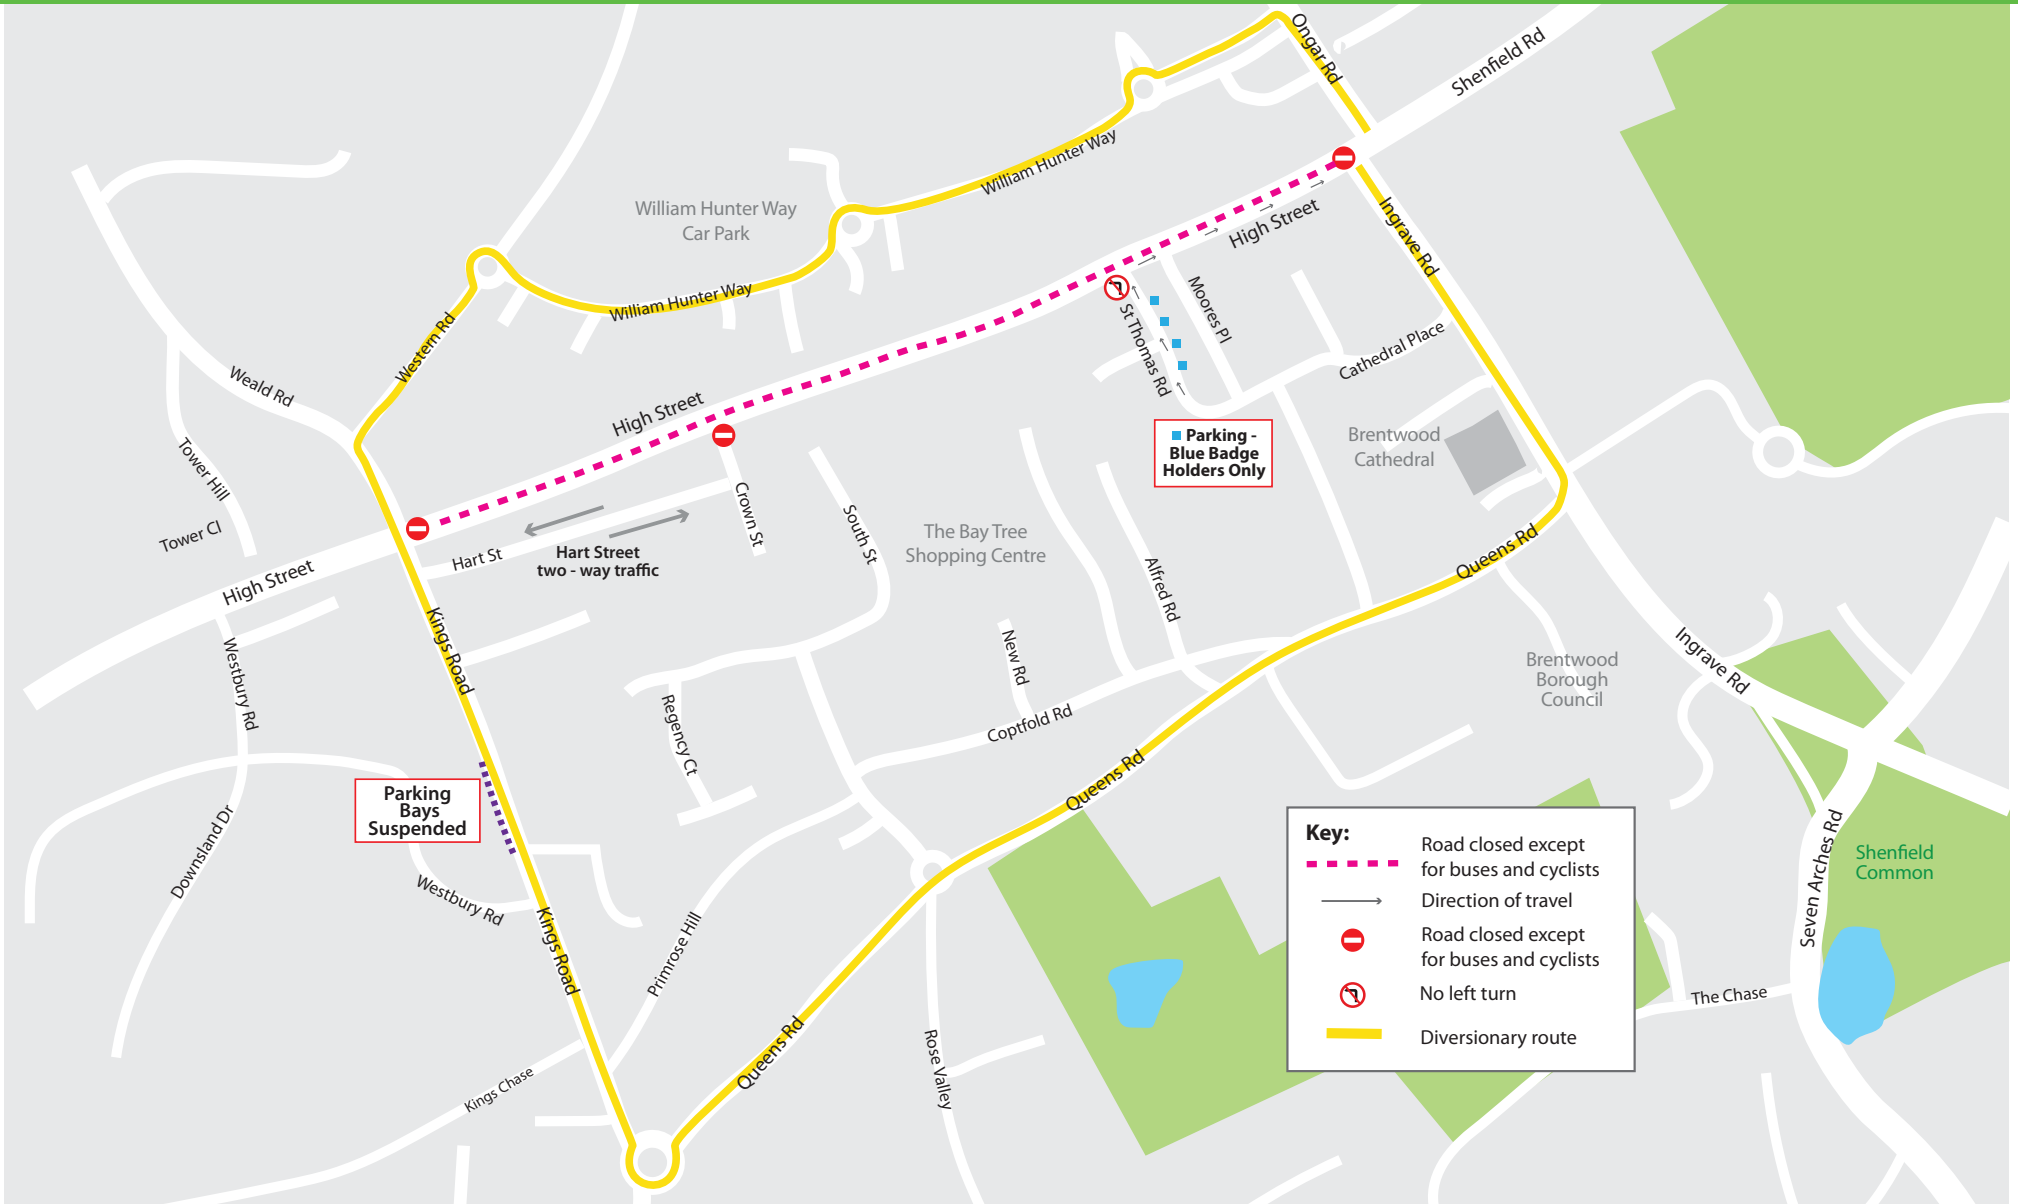 Ongar Rd
Shenfield Rd
William Hunter Way
William Hunter Way
Car Park
High Street
Ingrave Rd
William Hunter Way
Moores Pl
St Thomas Rd
Cathedral Place
Western Rd
Weald Rd
High Street
Parking -
Blue Badge
Holders Only
Brentwood
Cathedral
Tower Hill
Tower Cl
Crown St
South St
The Bay Tree
Shopping Centre
Hart St
Hart Street
two - way traffic
High Street
Queens Rd
Alfred Rd
Kings Road
Westbury Rd
New Rd
Ingrave Rd
Brentwood
Borough
Council
Regency Ct
Coptfold Rd
Queens Rd
Parking
Bays
Suspended
Downsland Dr
Westbury Rd
Kings Road
Primrose Hill
Key:
Road closed except
for buses and cyclists
Direction of travel
Road closed except
for buses and cyclists
No left turn
Diversionary route
Seven Arches Rd
Shenfield
Common
The Chase
Queens Rd
Rose Valley
Kings Chase